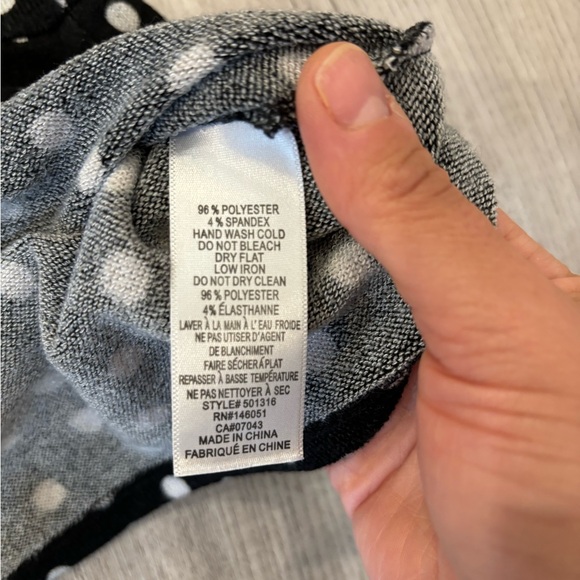 96 % POLYESTER
4 % SPANDEX
HAND WASH COLD
DO NOT BLEACH
DRY FLAT
LOW IRON
DO NOT DRY CLEAN
96 % POLYESTER
4% ÉLASTHANNE
LAVER À LA MAIN À L' EAU FROIDE
NE PAS UTISER D'AGENT
DE BLANCHIMENT
FAIRE SÉCHER À PLAT
REPASSER À BASSE TEMPÉRATURE
NE PAS NETTOYER À SEC
STYLE# 501316
RN#146051
CA#07043
MADE IN CHINA
FABRIQUÉ EN CHINE